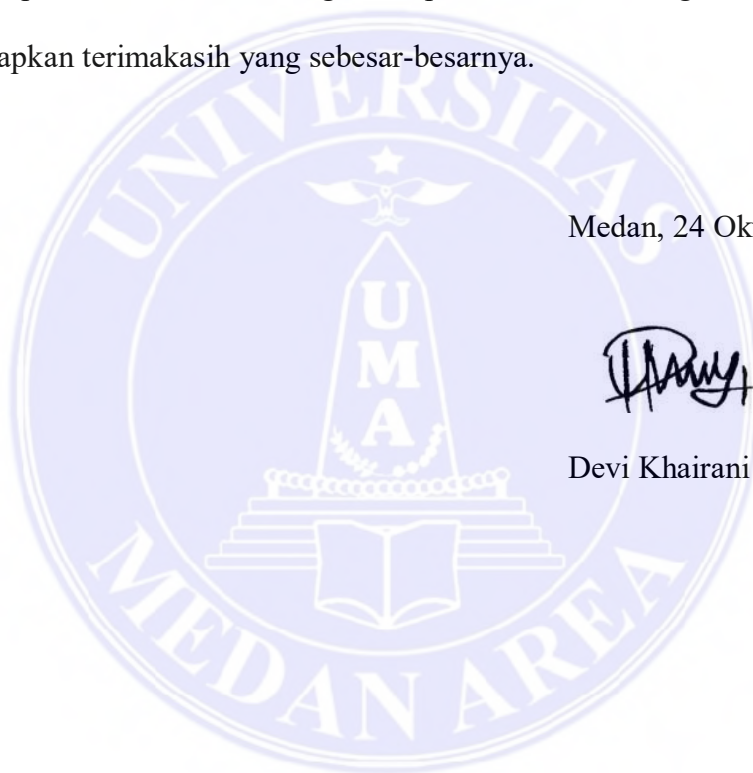 apkan terimakasih yang sebesar-besarnya.
UNIVERSITAS
Medan, 24 Ok
U
M
A
Devi Khairani
MEDAN AREA